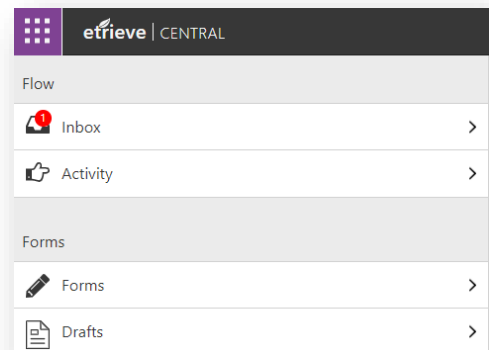 etrieve | CENTRAL
Flow
1
Inbox
Activity
Forms
Forms
Drafts